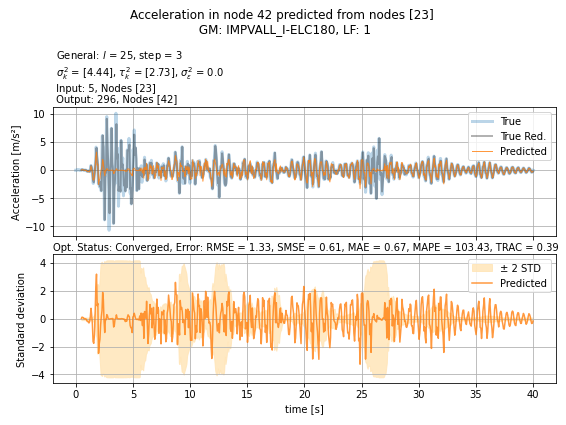 Acceleration in node 42 predicted from nodes [23]
GM: IMPVALL_I-ELC180, LF: 1
General: l = 25, step = 3
σ²_k = [4.44], τ²_k = [2.73], σ²_ε = 0.0
Input: 5, Nodes [23]
Output: 296, Nodes [42]
Acceleration [m/s²]
10
5
0
−5
−10
True
True Red.
Predicted
Opt. Status: Converged, Error: RMSE = 1.33, SMSE = 0.61, MAE = 0.67, MAPE = 103.43, TRAC = 0.39
Standard deviation
4
2
0
−2
−4
± 2 STD
Predicted
0 5 10 15 20 25 30 35 40
time [s]